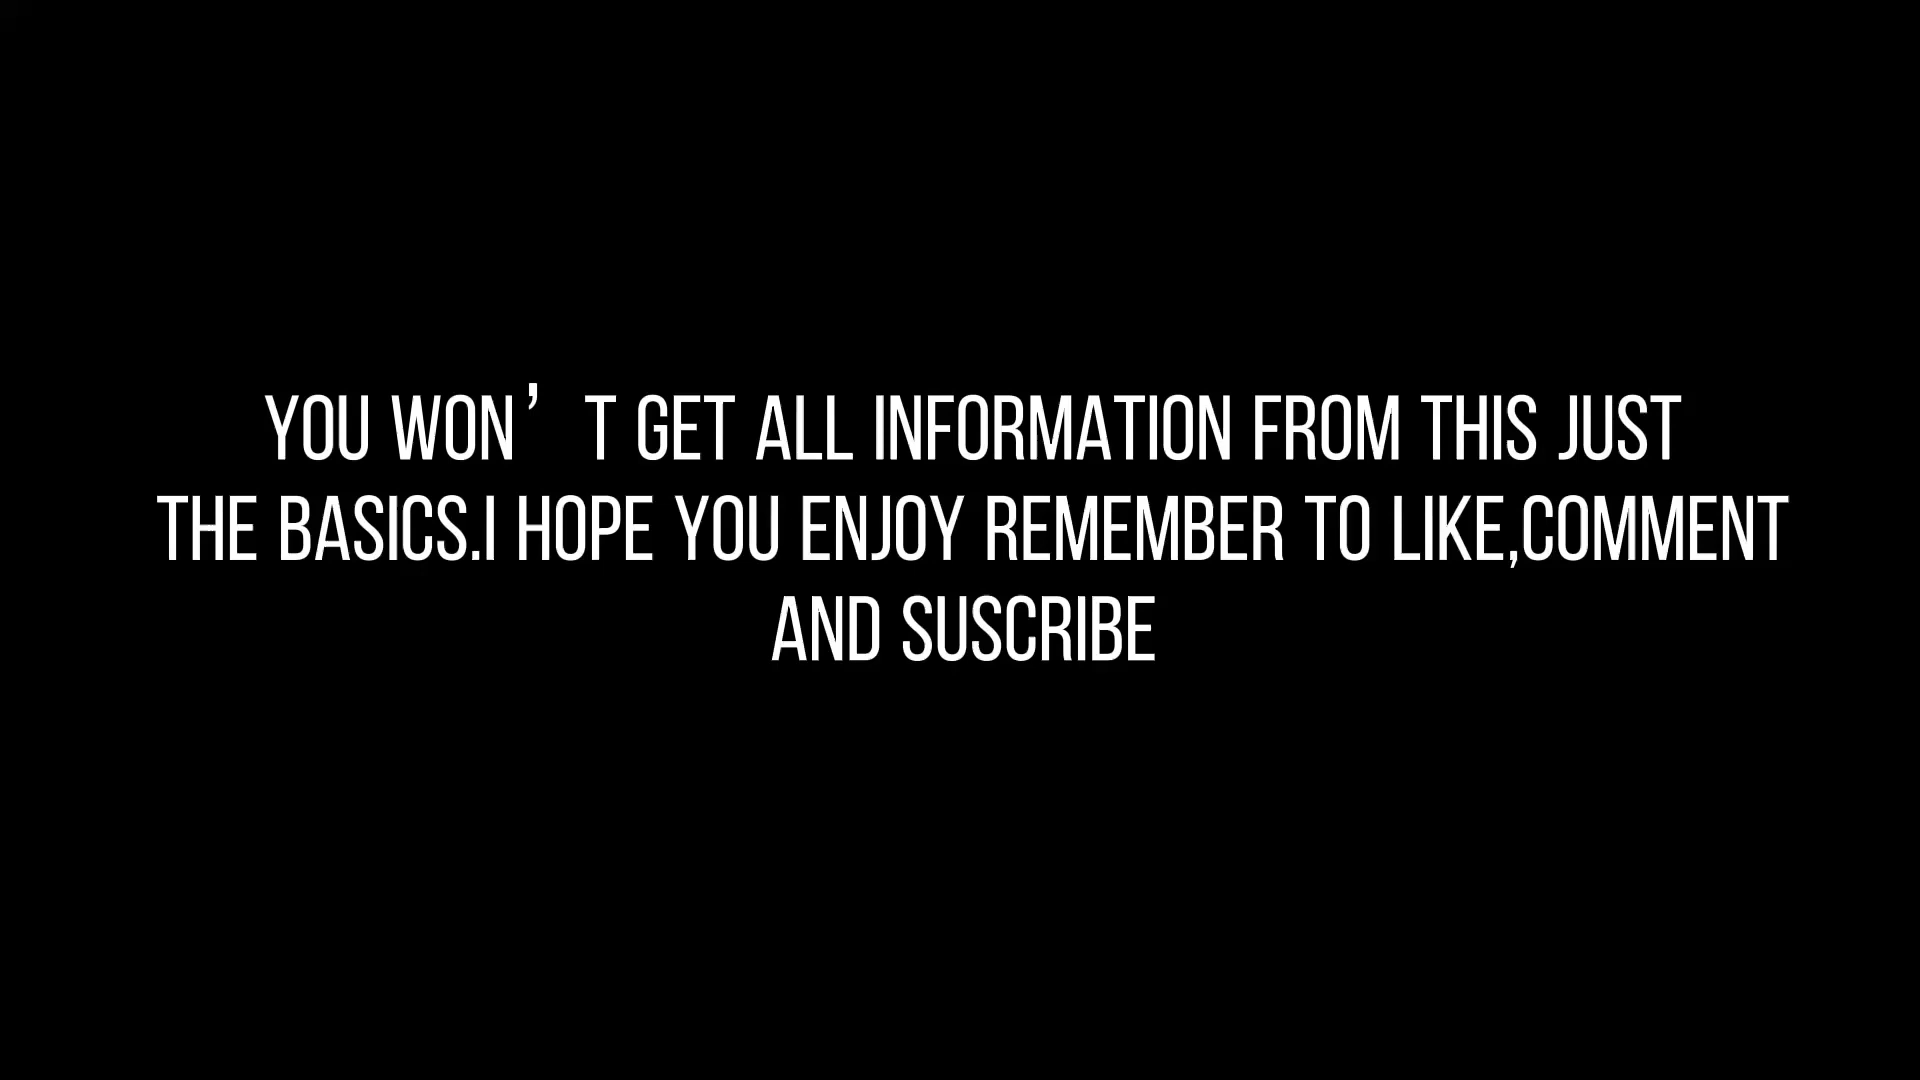 YOU WON’T GET ALL INFORMATION FROM THIS JUST
THE BASICS.I HOPE YOU ENJOY REMEMBER TO LIKE,COMMENT
AND SUSCRIBE